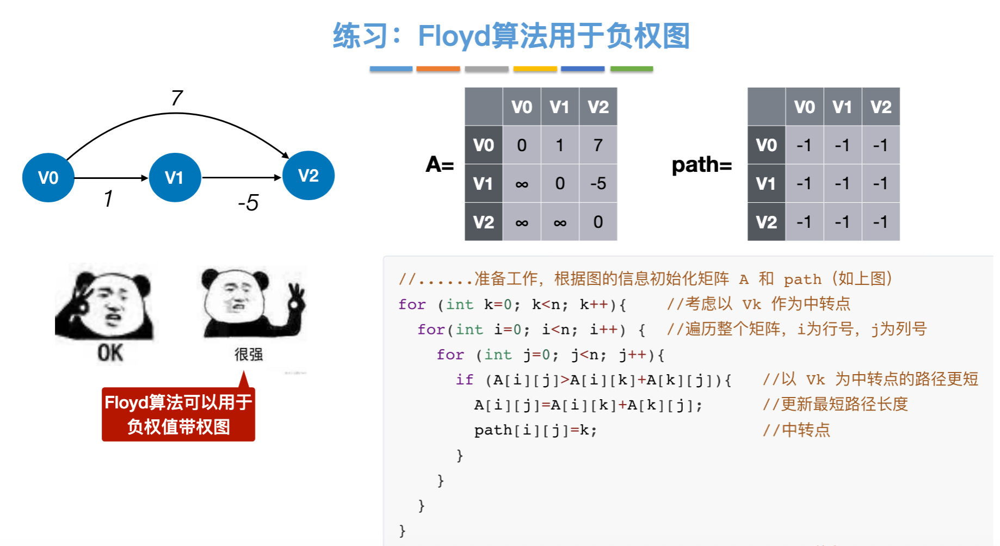 练习：Floyd算法用于负权图
7
V0
V1
V2
1
-5
A=
V0 V1 V2
V0 0 1 7
V1 ∞ 0 -5
V2 ∞ ∞ 0
path=
V0 V1 V2
V0 -1 -1 -1
V1 -1 -1 -1
V2 -1 -1 -1
OK
很强
Floyd算法可以用于
负权值带权图
//......准备工作，根据图的信息初始化矩阵 A 和 path（如上图）
for (int k=0; k<n; k++){ //考虑以 Vk 作为中转点
for(int i=0; i<n; i++) { //遍历整个矩阵，i为行号，j为列号
for (int j=0; j<n; j++){
if (A[i][j]>A[i][k]+A[k][j]){ //以 Vk 为中转点的路径更短
A[i][j]=A[i][k]+A[k][j]; //更新最短路径长度
path[i][j]=k; //中转点
}
}
}
}